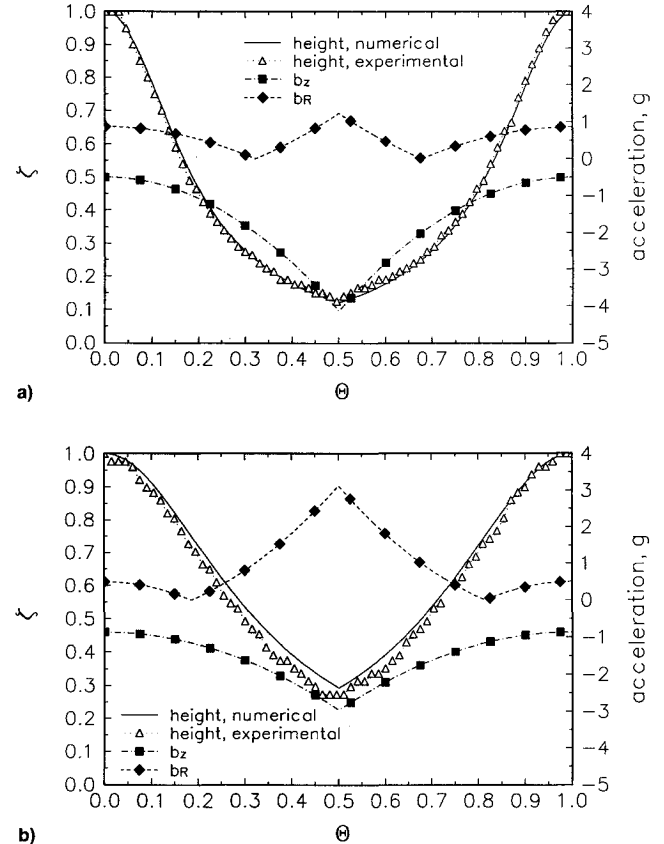 1.0
0.9
0.8
0.7
0.6
0.5
0.4
0.3
0.2
0.1
0.0
ζ
height, numerical
height, experimental
bz
bR
4
3
2
1
0
−1
−2
−3
−4
−5
acceleration, g
0.0 0.1 0.2 0.3 0.4 0.5 0.6 0.7 0.8 0.9 1.0
a)
Θ
1.0
0.9
0.8
0.7
0.6
0.5
0.4
0.3
0.2
0.1
0.0
ζ
height, numerical
height, experimental
bz
bR
4
3
2
1
0
−1
−2
−3
−4
−5
acceleration, g
0.0 0.1 0.2 0.3 0.4 0.5 0.6 0.7 0.8 0.9 1.0
b)
Θ